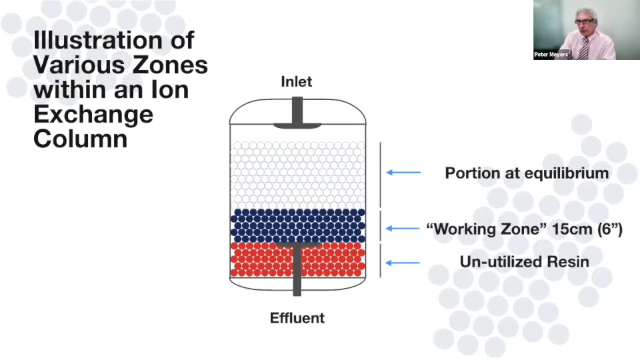 Illustration of
Various Zones
within an Ion
Exchange
Column
Peter Meyers
Inlet
Portion at equilibrium
“Working Zone” 15cm (6”)
Un-utilized Resin
Effluent